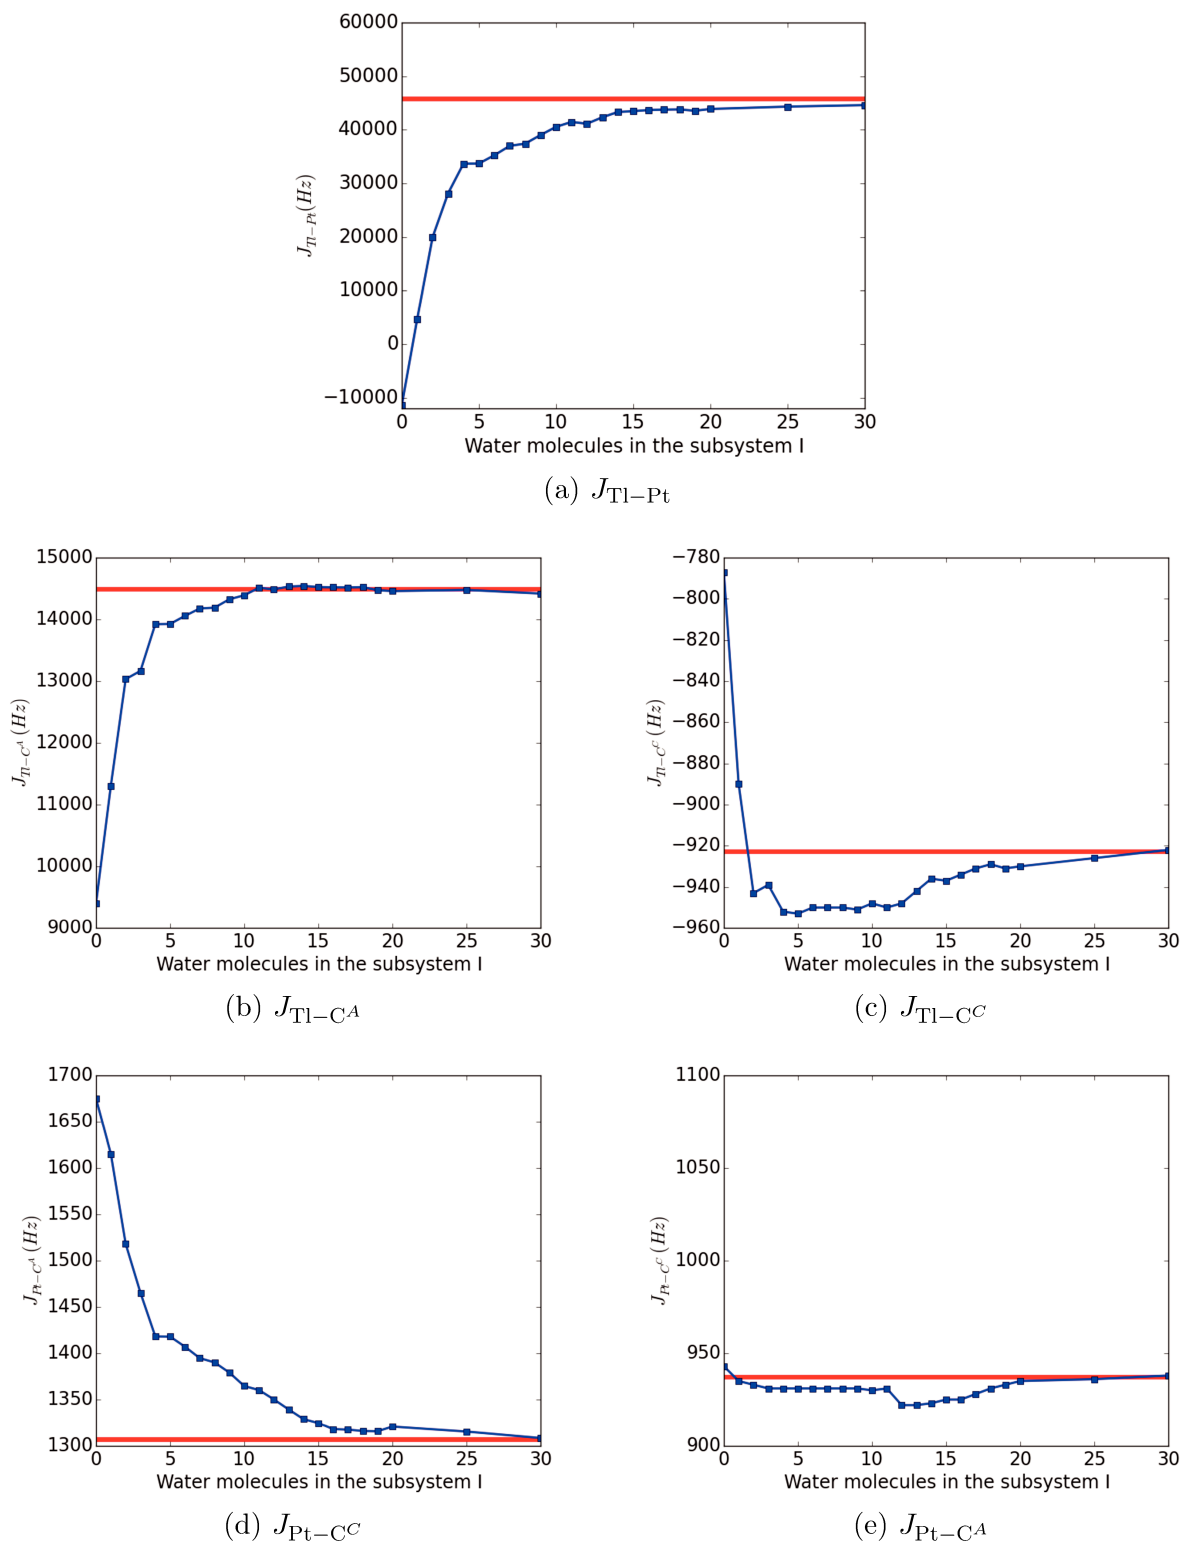 60000
50000
40000
30000
20000
10000
0
−10000
J_{Tl−Pt}(Hz)
0 5 10 15 20 25 30
Water molecules in the subsystem I
(a) J_{Tl−Pt}
15000
14000
13000
12000
11000
10000
9000
J_{Tl−C^A}(Hz)
0 5 10 15 20 25 30
Water molecules in the subsystem I
(b) J_{Tl−C^A}
−780
−800
−820
−840
−860
−880
−900
−920
−940
−960
J_{Tl−C^C}(Hz)
0 5 10 15 20 25 30
Water molecules in the subsystem I
(c) J_{Tl−C^C}
1700
1650
1600
1550
1500
1450
1400
1350
1300
J_{Pt−C^A}(Hz)
0 5 10 15 20 25 30
Water molecules in the subsystem I
(d) J_{Pt−C^C}
1100
1050
1000
950
900
J_{Pt−C^C}(Hz)
0 5 10 15 20 25 30
Water molecules in the subsystem I
(e) J_{Pt−C^A}